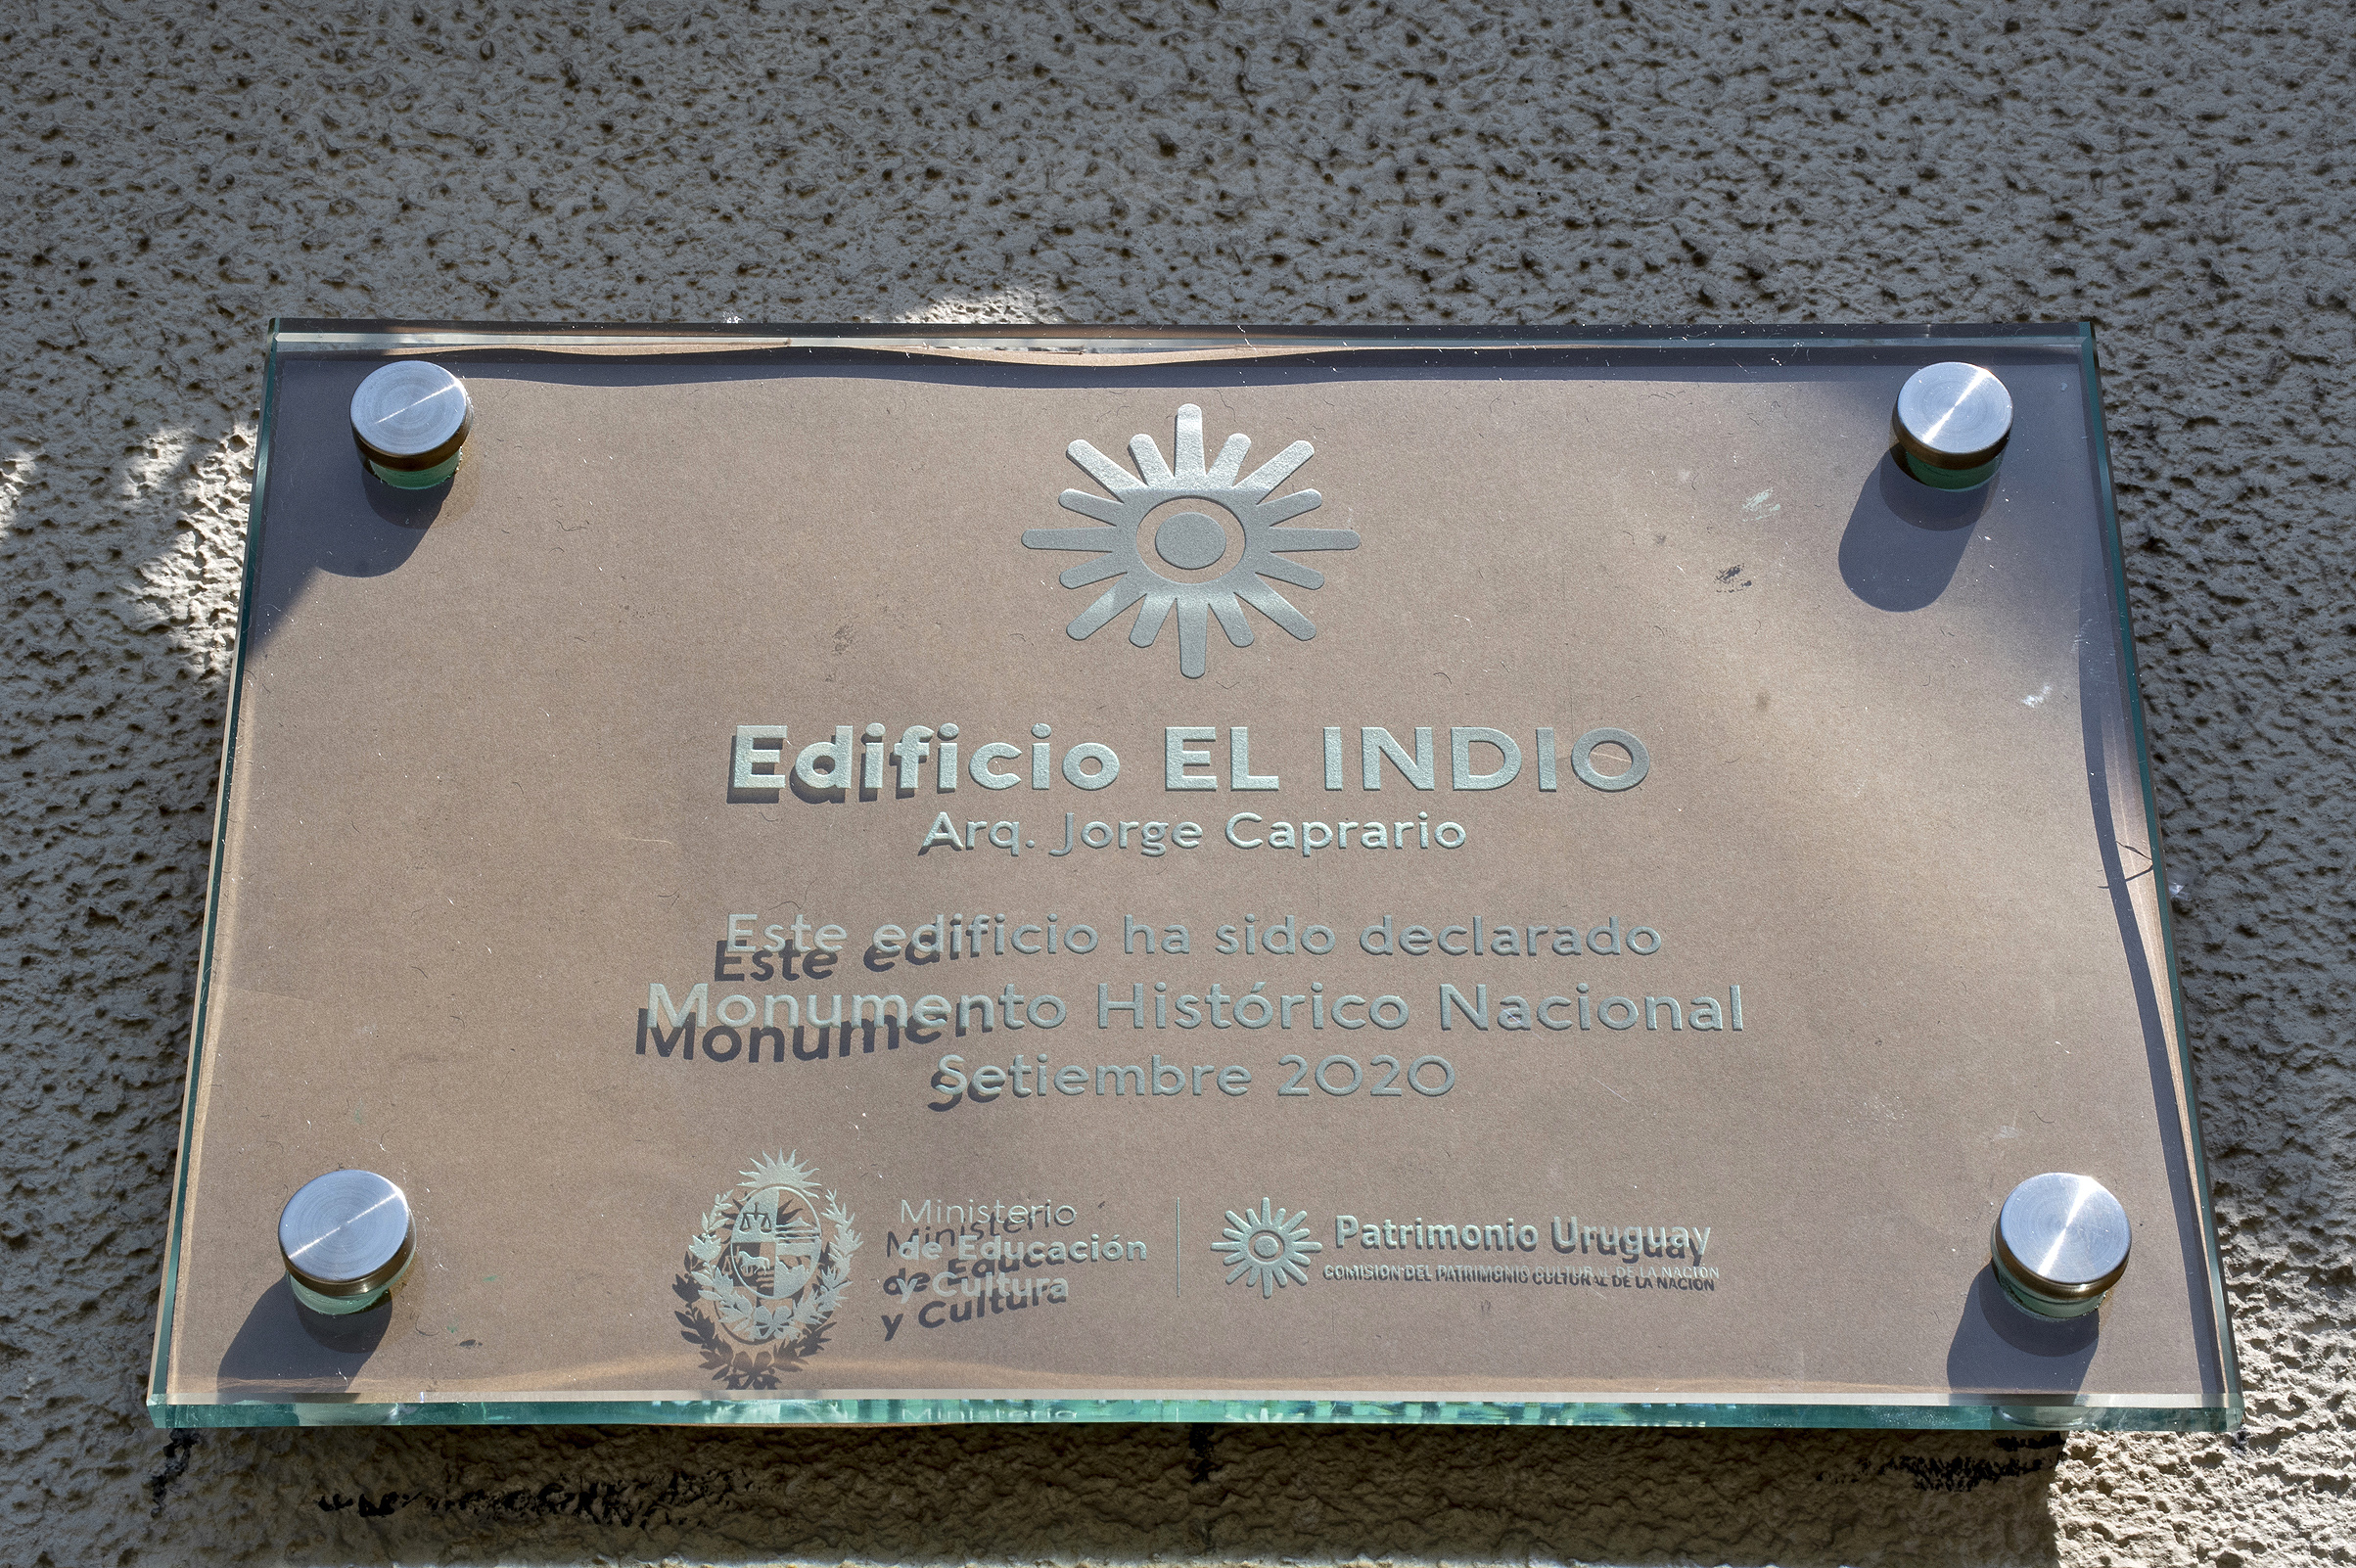 Edificio EL INDIO
Arq. Jorge Caprario
Este edificio ha sido declarado
Monumento Histórico Nacional
Setiembre 2020
Ministerio
de Educación
y Cultura
Patrimonio Uruguay
COMISION DEL PATRIMONIO CULTURAL DE LA NACION